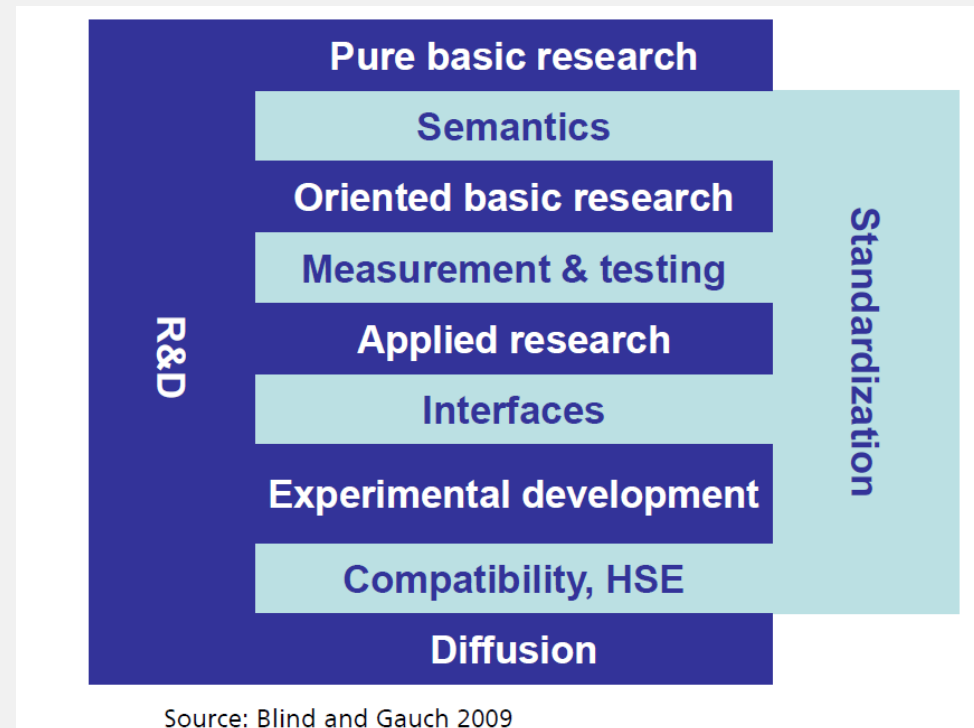 Pure basic research
Semantics
Oriented basic research
Measurement & testing
Applied research
Interfaces
Experimental development
Compatibility, HSE
Diffusion
R&D
Standardization
Source: Blind and Gauch 2009